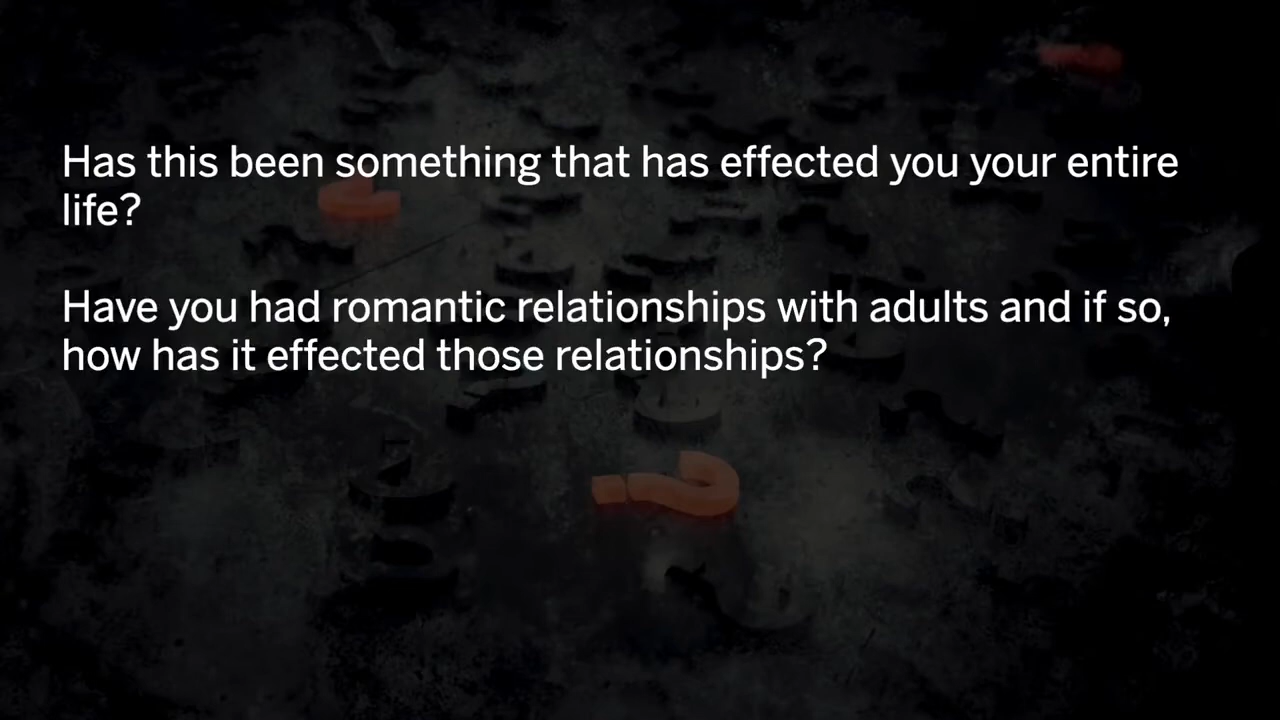 Has this been something that has effected you your entire
life?
Have you had romantic relationships with adults and if so,
how has it effected those relationships?